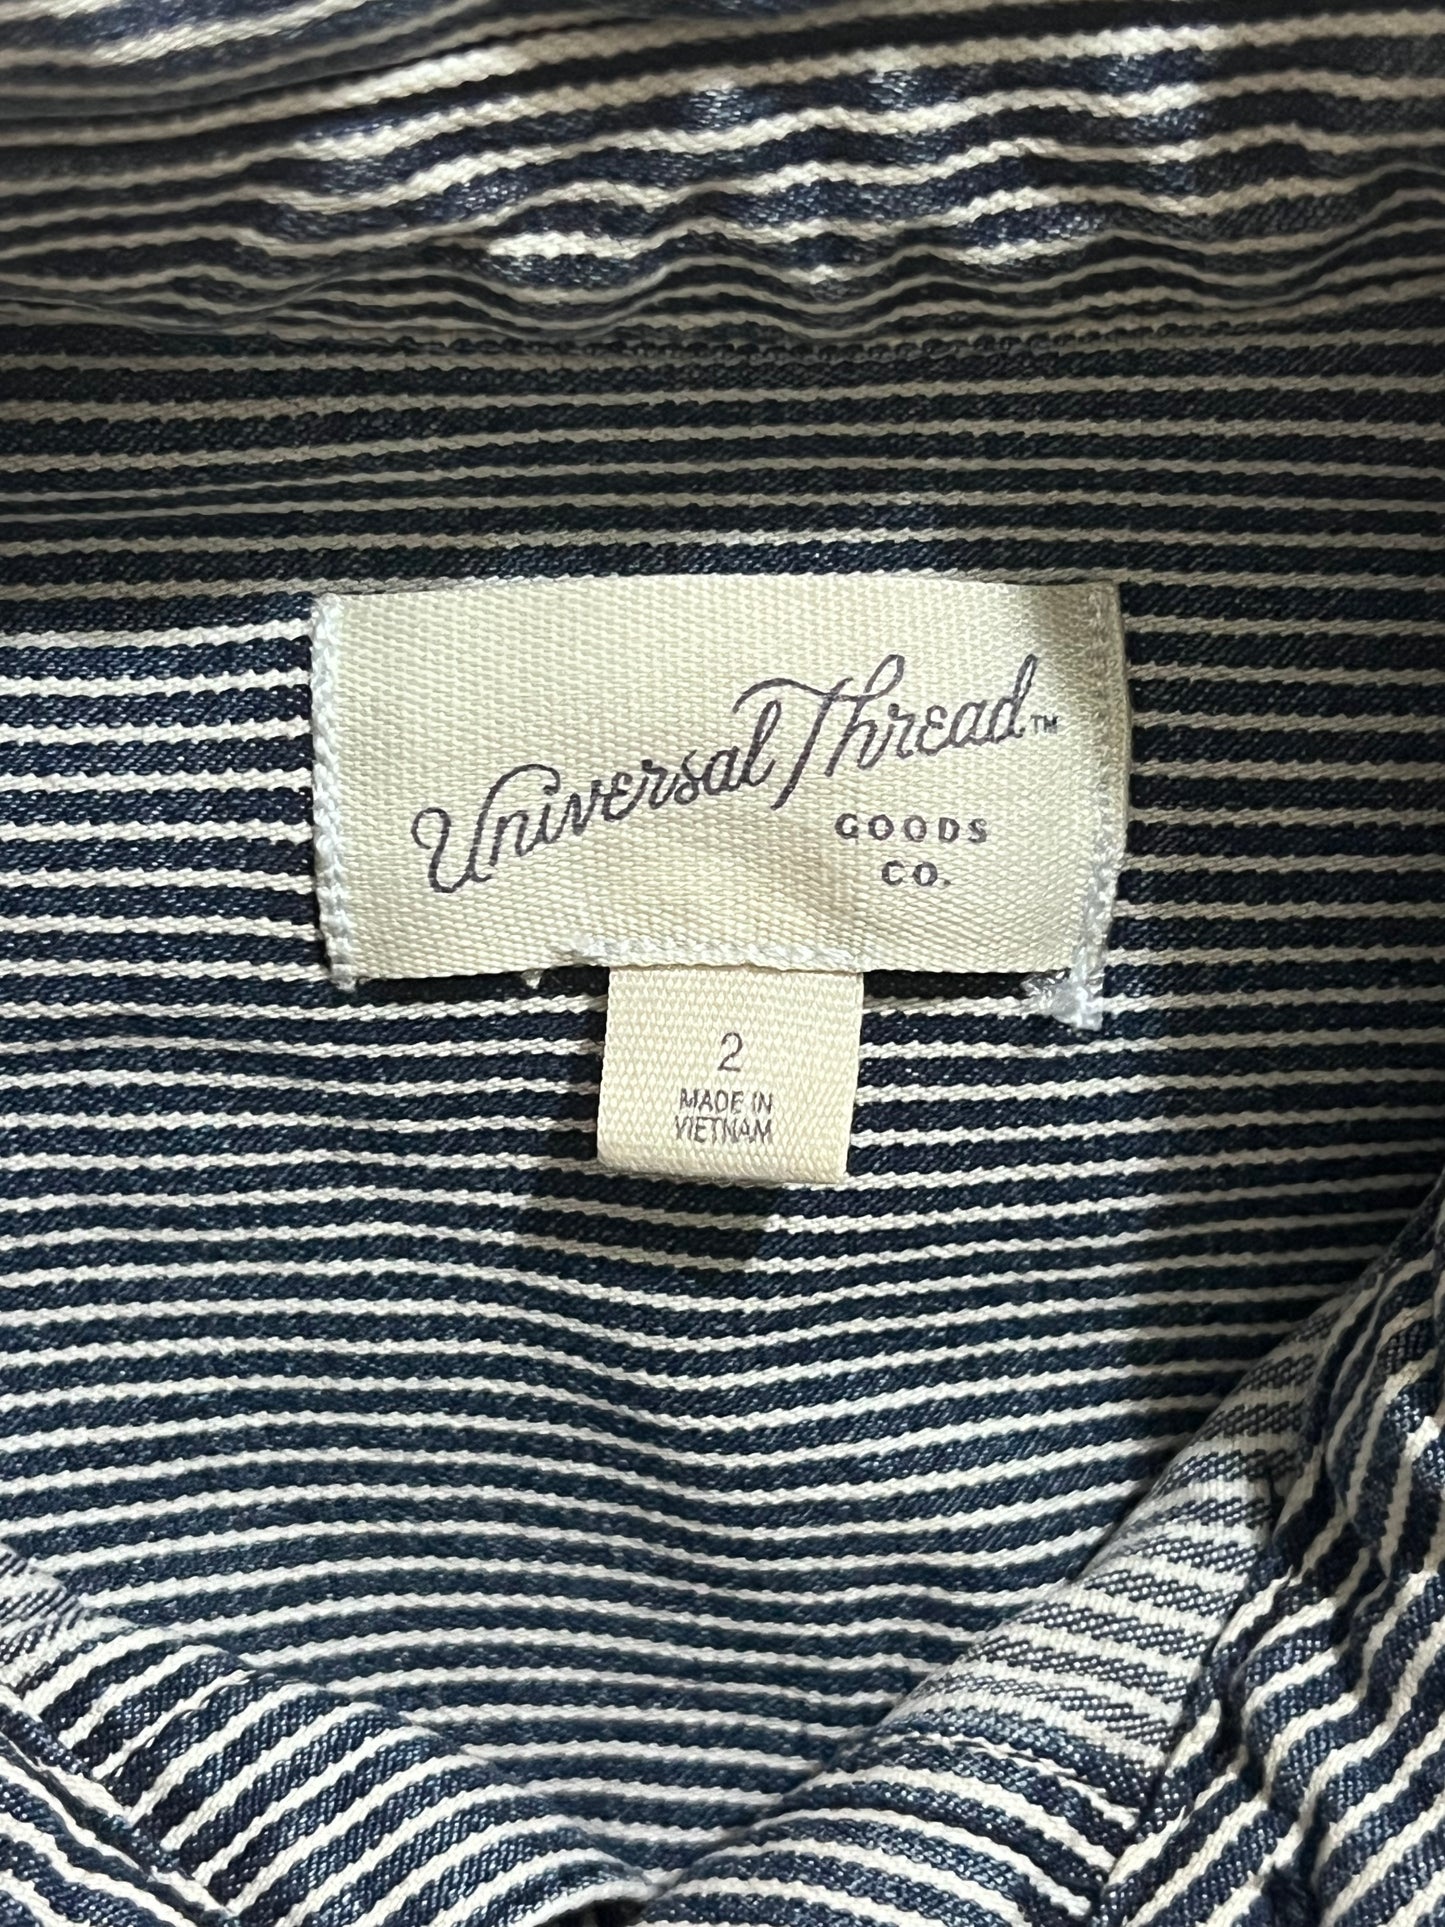 Universal Thread™
GOODS
CO.
2
MADE IN
VIETNAM